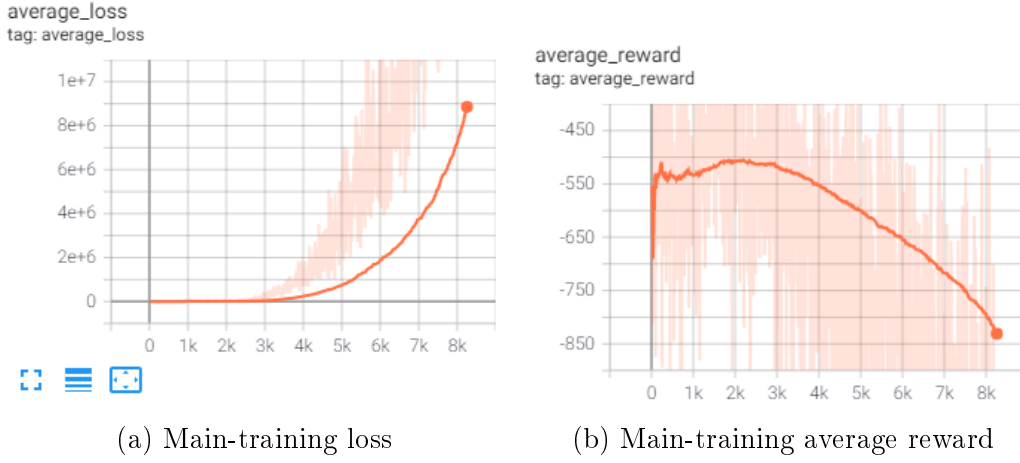 average_loss
tag: average_loss
1e+7
8e+6
6e+6
4e+6
2e+6
0
0 1k 2k 3k 4k 5k 6k 7k 8k
(a) Main-training loss
average_reward
tag: average_reward
-450
-550
-650
-750
-850
0 1k 2k 3k 4k 5k 6k 7k 8k
(b) Main-training average reward